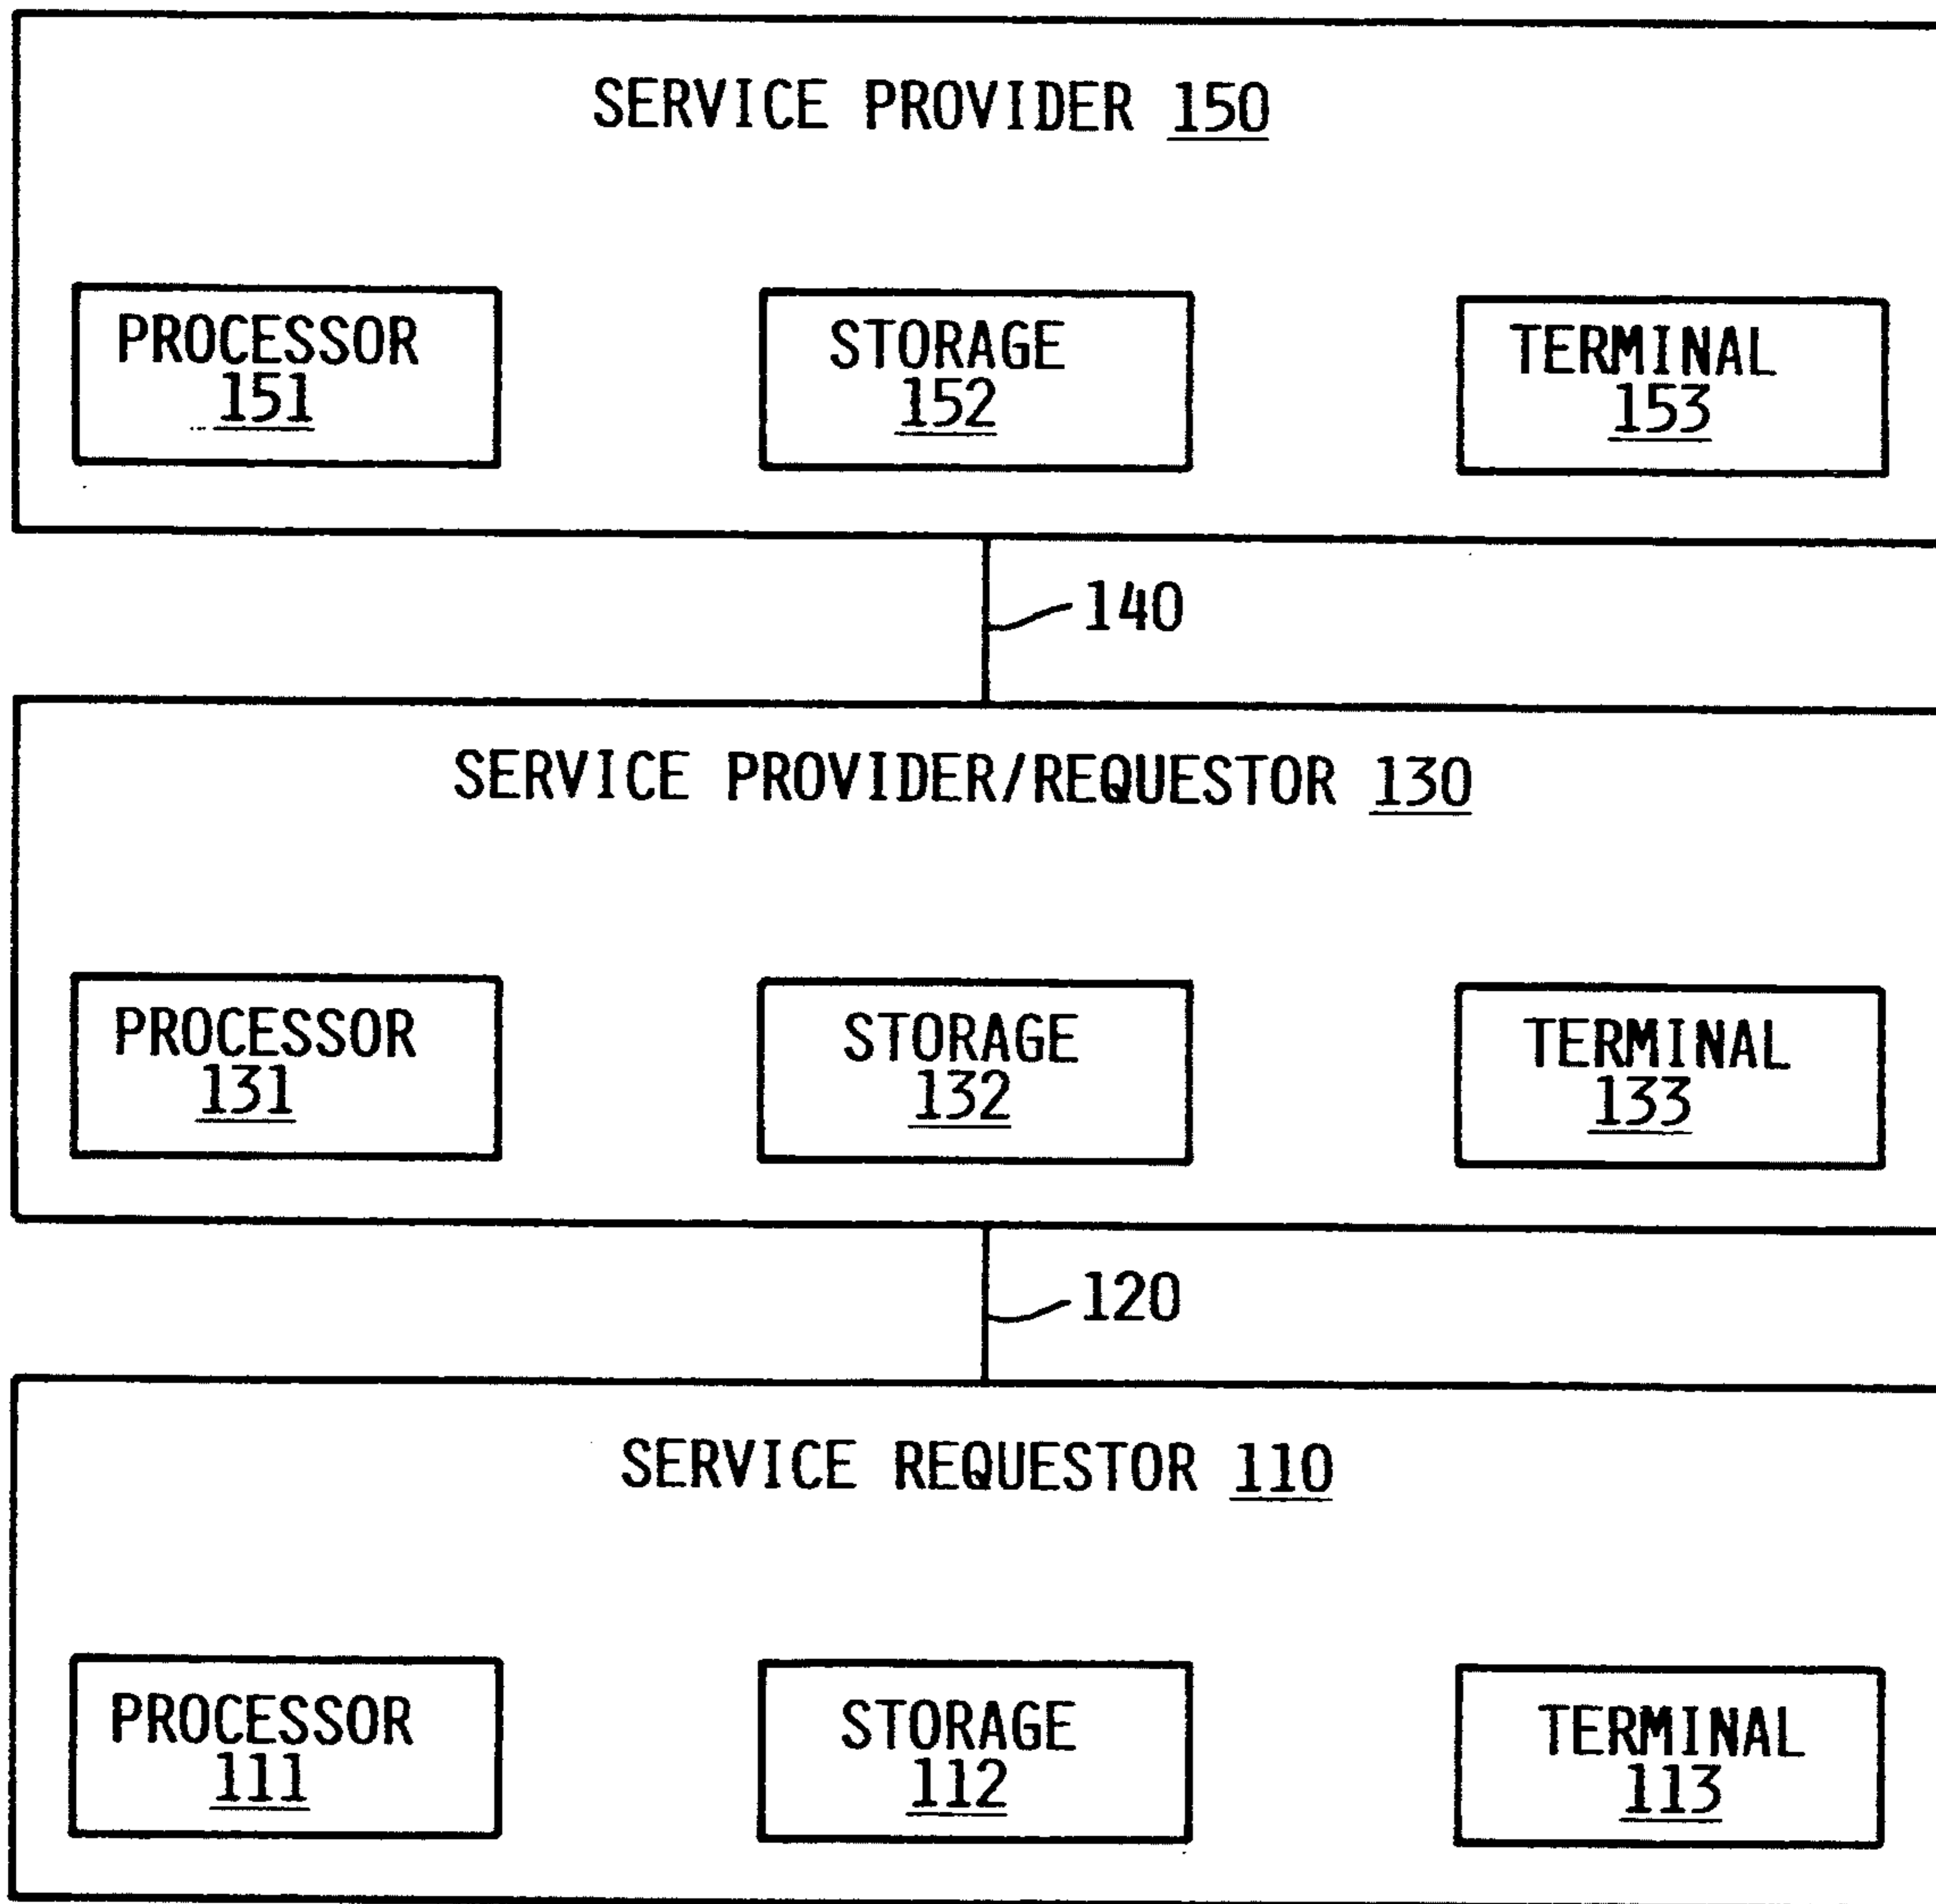 SERVICE PROVIDER 150
PROCESSOR
151
STORAGE
152
TERMINAL
153
140
SERVICE PROVIDER/REQUESTOR 130
PROCESSOR
131
STORAGE
132
TERMINAL
133
120
SERVICE REQUESTOR 110
PROCESSOR
111
STORAGE
112
TERMINAL
113